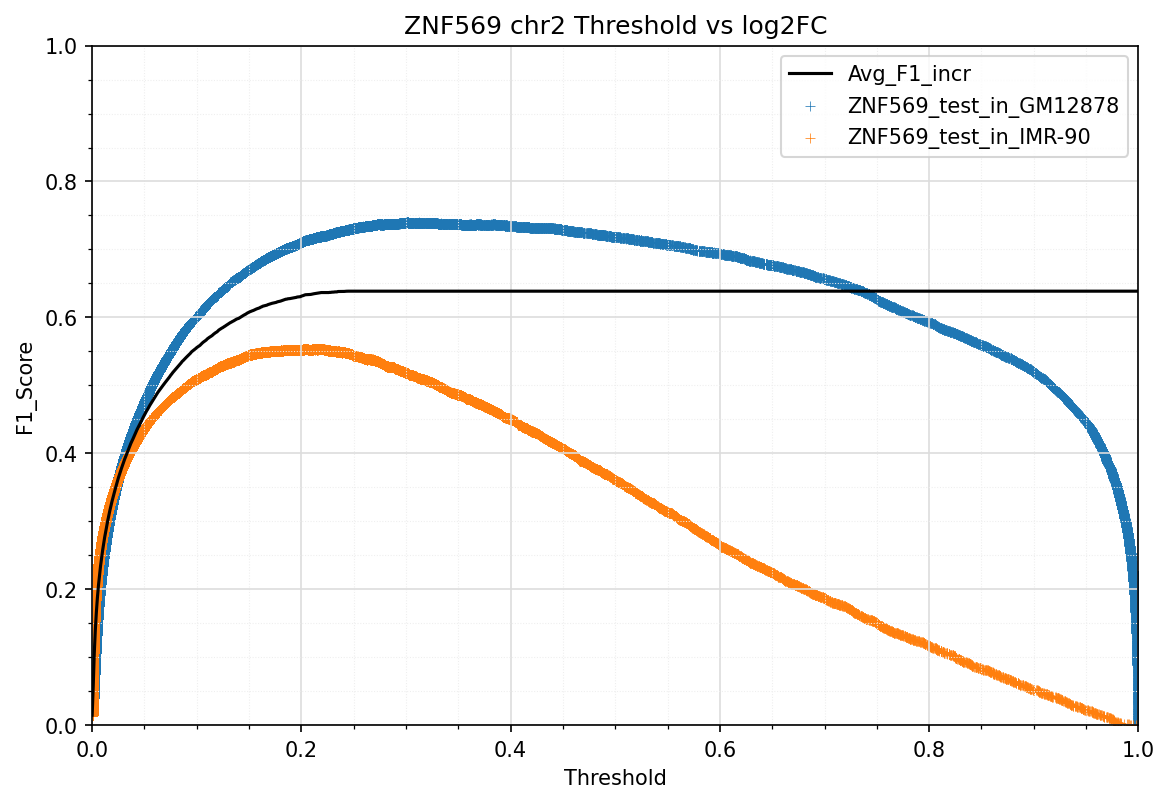 ZNF569 chr2 Threshold vs log2FC
Avg_F1_incr
ZNF569_test_in_GM12878
ZNF569_test_in_IMR-90
F1_Score
1.0
0.8
0.6
0.4
0.2
0.0
0.0 0.2 0.4 0.6 0.8 1.0
Threshold